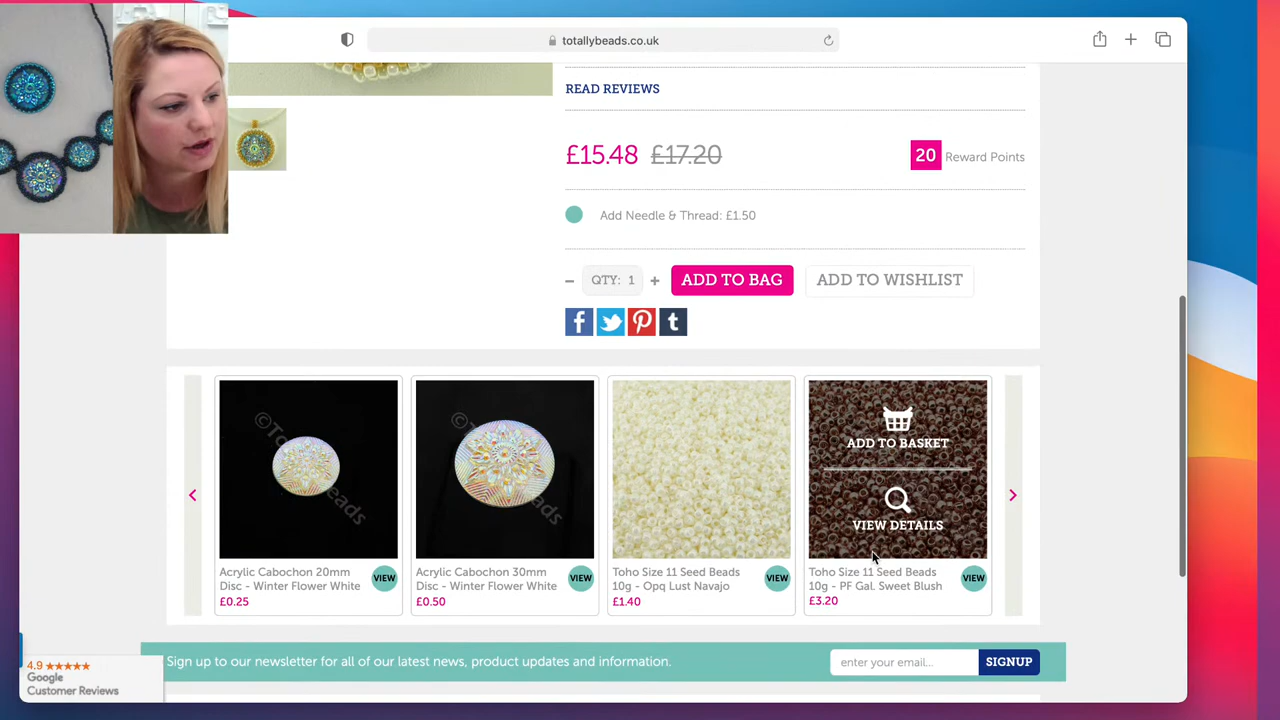 totallybeads.co.uk
READ REVIEWS
£15.48 £17.20
20 Reward Points
Add Needle & Thread: £1.50
− QTY: 1 + ADD TO BAG ADD TO WISHLIST
f t
©TotallyBeads
©TotallyBeads
ADD TO BASKET
VIEW DETAILS
Acrylic Cabochon 20mm
Disc - Winter Flower White
£0.25
VIEW
Acrylic Cabochon 30mm
Disc - Winter Flower White
£0.50
VIEW
Toho Size 11 Seed Beads
10g - Opq Lust Navajo
£1.40
VIEW
Toho Size 11 Seed Beads
10g - PF Gal. Sweet Blush
£3.20
VIEW
Sign up to our newsletter for all of our latest news, product updates and information.
enter your email... SIGNUP
4.9 ★★★★★
Google
Customer Reviews